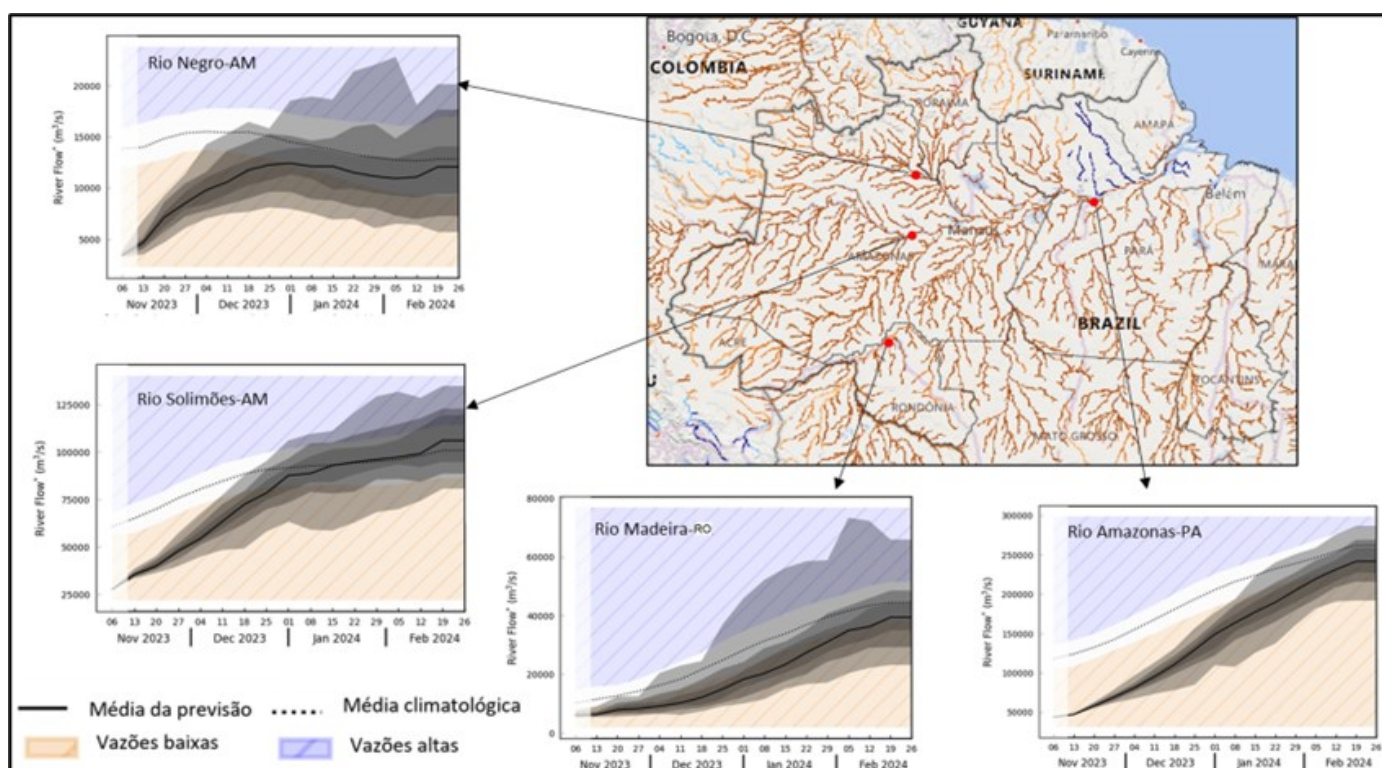 Rio Negro-AM
River Flow* (m³/s)
20000
15000
10000
5000
06 13 20 27 04 11 18 25 01 08 15 22 29 05 12 19 26
Nov 2023 | Dec 2023 | Jan 2024 | Feb 2024
GUYANA
Bogota, D.C.
Paramaribo
COLOMBIA
Cayenne
SURINAME
RORAIMA
AMAPÁ
Belém
Manaus
AMAZONAS
PARÁ
BRAZIL
ACRE
TOCANTINS
RONDÔNIA
MATO GROSSO
Rio Solimões-AM
River Flow* (m³/s)
125000
100000
75000
50000
25000
06 13 20 27 04 11 18 25 01 08 15 22 29 05 12 19 26
Nov 2023 | Dec 2023 | Jan 2024 | Feb 2024
Rio Madeira-RO
River Flow* (m³/s)
80000
60000
40000
20000
0
06 13 20 27 04 11 18 25 01 08 15 22 29 05 12 19 26
Nov 2023 | Dec 2023 | Jan 2024 | Feb 2024
Rio Amazonas-PA
River Flow* (m³/s)
300000
250000
200000
150000
100000
50000
06 13 20 27 04 11 18 25 01 08 15 22 29 05 12 19 26
Nov 2023 | Dec 2023 | Jan 2024 | Feb 2024
Média da previsão
Média climatológica
Vazões baixas
Vazões altas